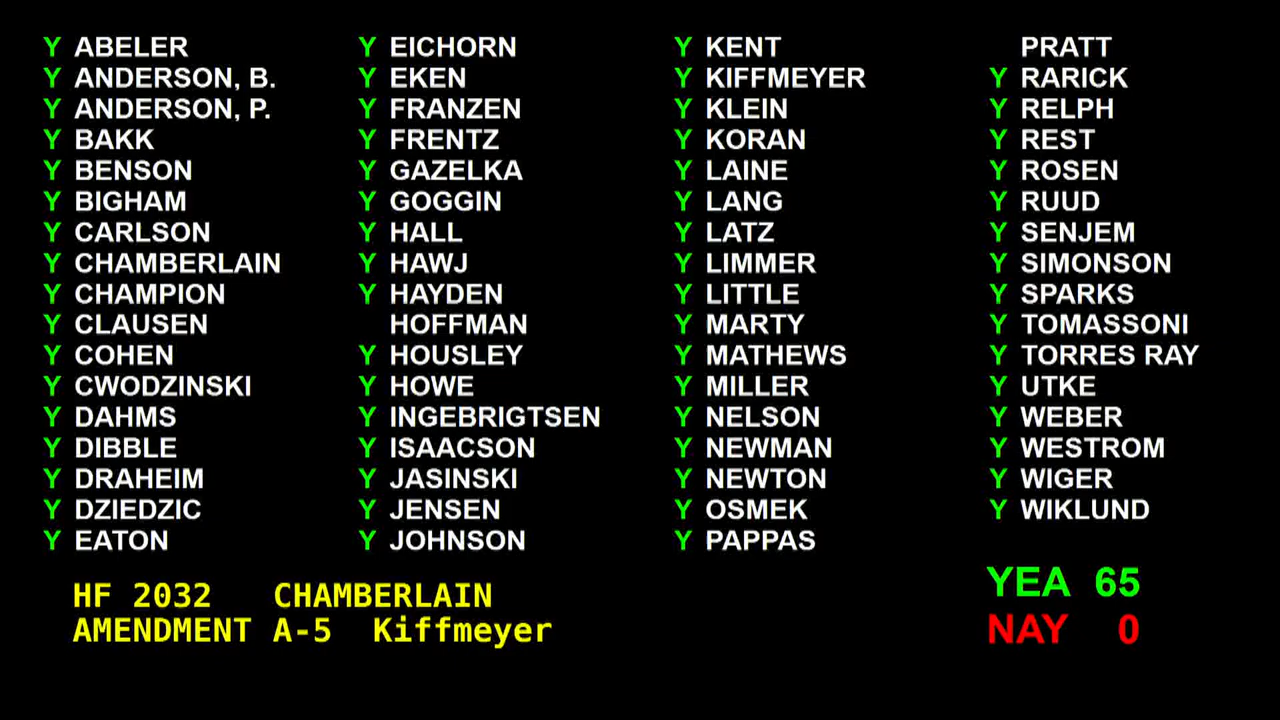 Y ABELER
Y ANDERSON, B.
Y ANDERSON, P.
Y BAKK
Y BENSON
Y BIGHAM
Y CARLSON
Y CHAMBERLAIN
Y CHAMPION
Y CLAUSEN
Y COHEN
Y CWODZINSKI
Y DAHMS
Y DIBBLE
Y DRAHEIM
Y DZIEDZIC
Y EATON
Y EICHORN
Y EKEN
Y FRANZEN
Y FRENTZ
Y GAZELKA
Y GOGGIN
Y HALL
Y HAWJ
Y HAYDEN
HOFFMAN
Y HOUSLEY
Y HOWE
Y INGEBRIGTSEN
Y ISAACSON
Y JASINSKI
Y JENSEN
Y JOHNSON
Y KENT
Y KIFFMEYER
Y KLEIN
Y KORAN
Y LAINE
Y LANG
Y LATZ
Y LIMMER
Y LITTLE
Y MARTY
Y MATHEWS
Y MILLER
Y NELSON
Y NEWMAN
Y NEWTON
Y OSMEK
Y PAPPAS
PRATT
Y RARICK
Y RELPH
Y REST
Y ROSEN
Y RUUD
Y SENJEM
Y SIMONSON
Y SPARKS
Y TOMASSONI
Y TORRES RAY
Y UTKE
Y WEBER
Y WESTROM
Y WIGER
Y WIKLUND
HF 2032 CHAMBERLAIN
AMENDMENT A-5 Kiffmeyer
YEA 65
NAY 0